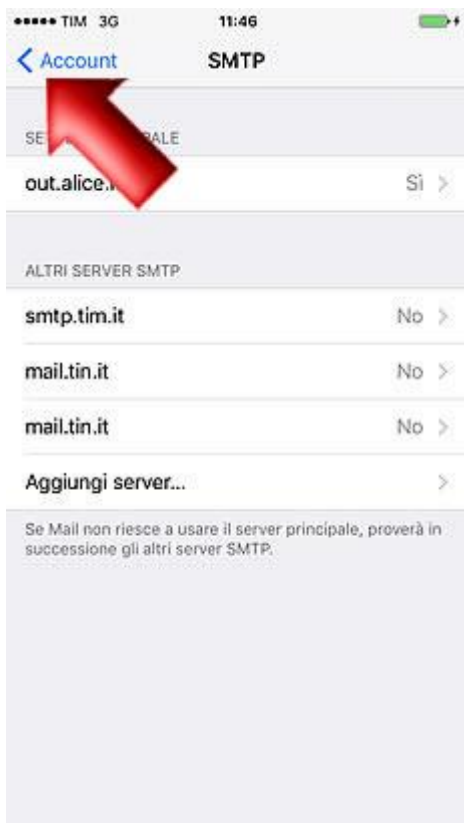 TIM 3G 11:46
Account SMTP
out.alice.
Sì
ALTRI SERVER SMTP
smtp.tim.it No
mail.tin.it No
mail.tin.it No
Aggiungi server...
Se Mail non riesce a usare il server principale, proverà in
successione gli altri server SMTP.